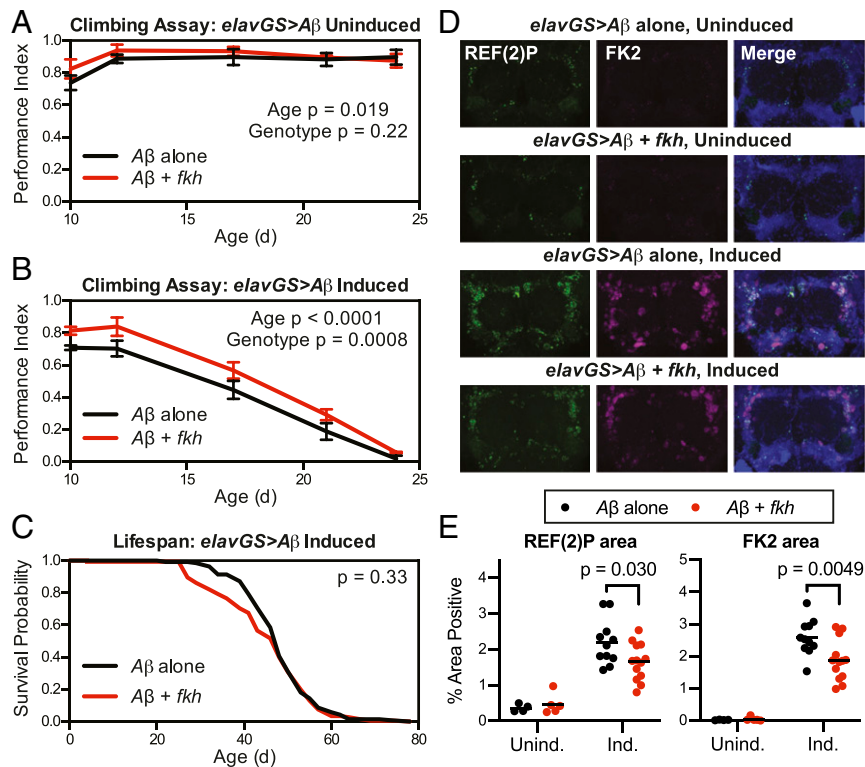 A
Climbing Assay: elavGS>Aβ Uninduced
Performance Index
1.0
0.8
0.6
0.4
0.2
0.0
Age p = 0.019
Genotype p = 0.22
Aβ alone
Aβ + fkh
10 15 20 25
Age (d)
B
Climbing Assay: elavGS>Aβ Induced
Performance Index
1.0
0.8
0.6
0.4
0.2
0.0
Age p < 0.0001
Genotype p = 0.0008
Aβ alone
Aβ + fkh
10 15 20 25
Age (d)
C
Lifespan: elavGS>Aβ Induced
Survival Probability
1.0
0.8
0.6
0.4
0.2
0.0
p = 0.33
Aβ alone
Aβ + fkh
0 20 40 60 80
Age (d)
D
elavGS>Aβ alone, Uninduced
REF(2)P FK2 Merge
elavGS>Aβ + fkh, Uninduced
elavGS>Aβ alone, Induced
elavGS>Aβ + fkh, Induced
E
Aβ alone Aβ + fkh
REF(2)P area
% Area Positive
4
3
2
1
0
p = 0.030
Unind. Ind.
FK2 area
5
4
3
2
1
0
p = 0.0049
Unind. Ind.